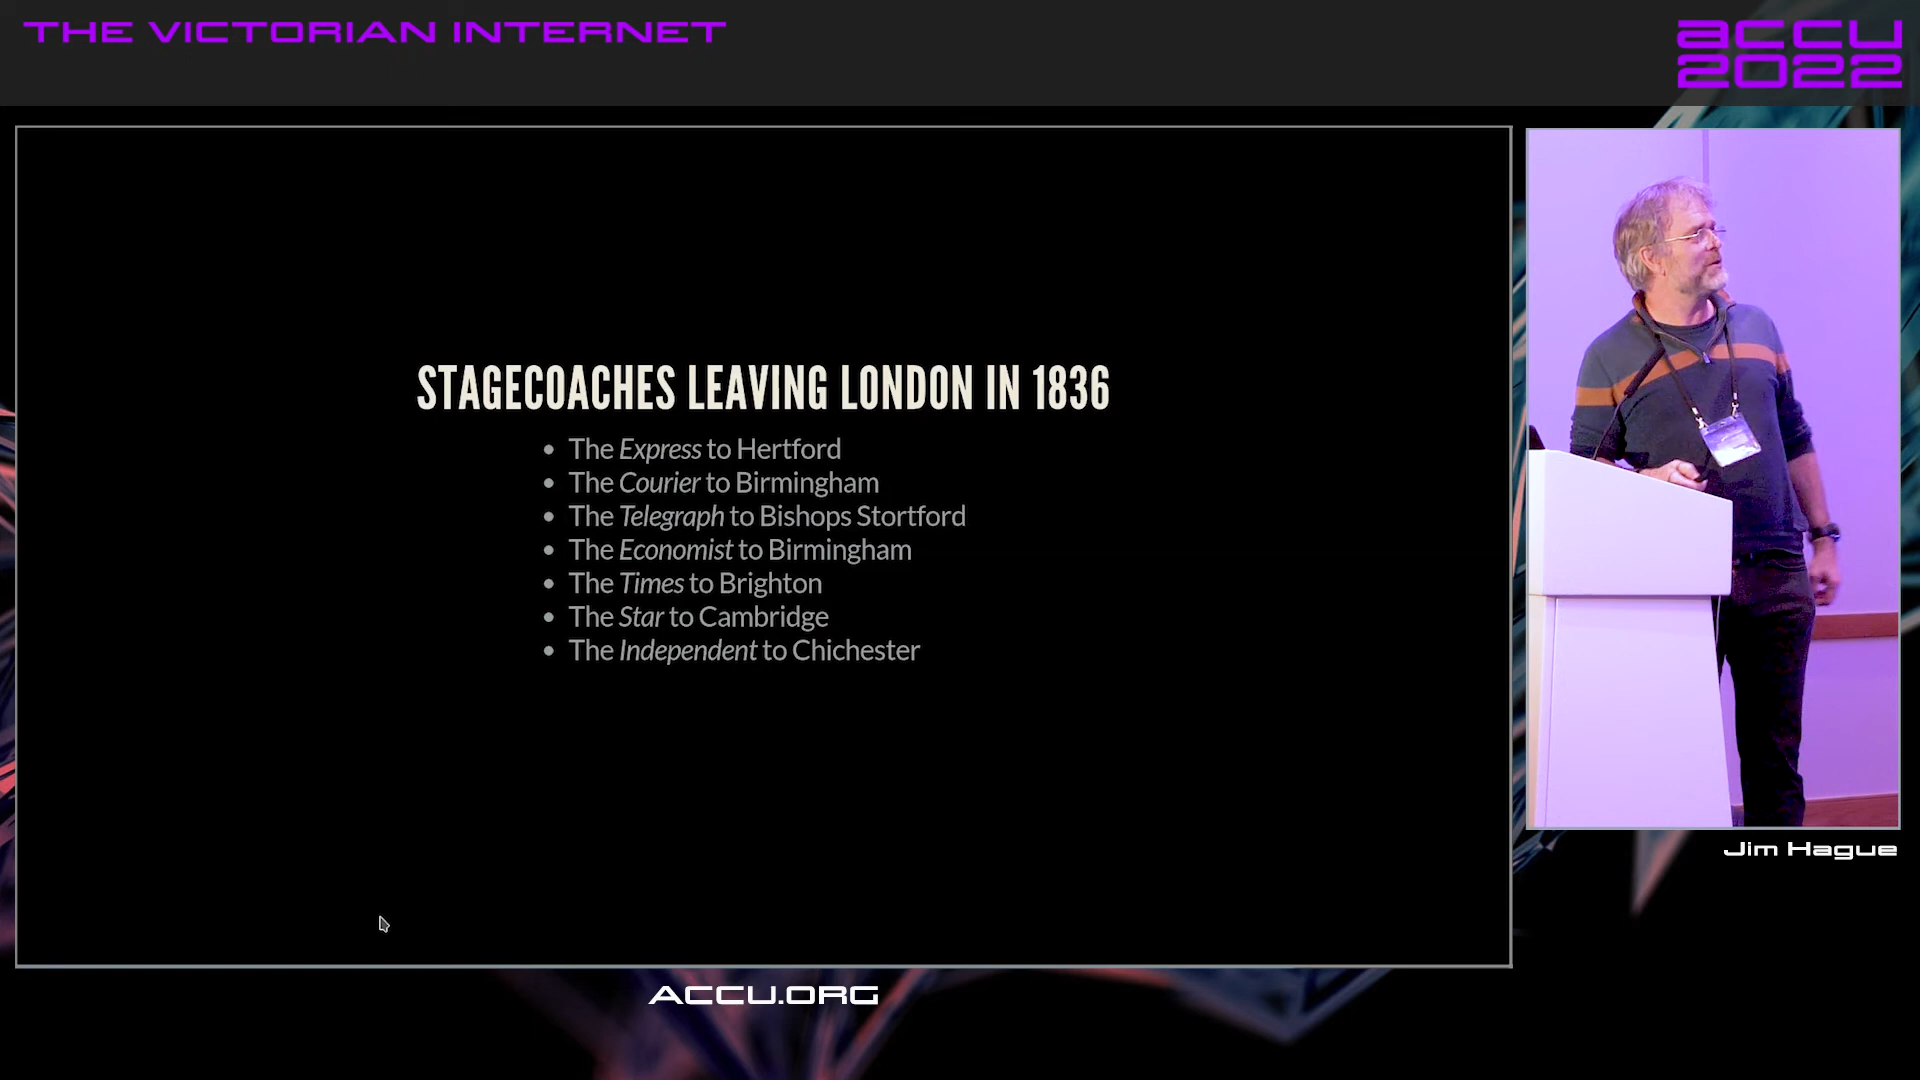 THE VICTORIAN INTERNET
accu
2022
STAGECOACHES LEAVING LONDON IN 1836
• The Express to Hertford
• The Courier to Birmingham
• The Telegraph to Bishops Stortford
• The Economist to Birmingham
• The Times to Brighton
• The Star to Cambridge
• The Independent to Chichester
Jim Hague
ACCU.ORG